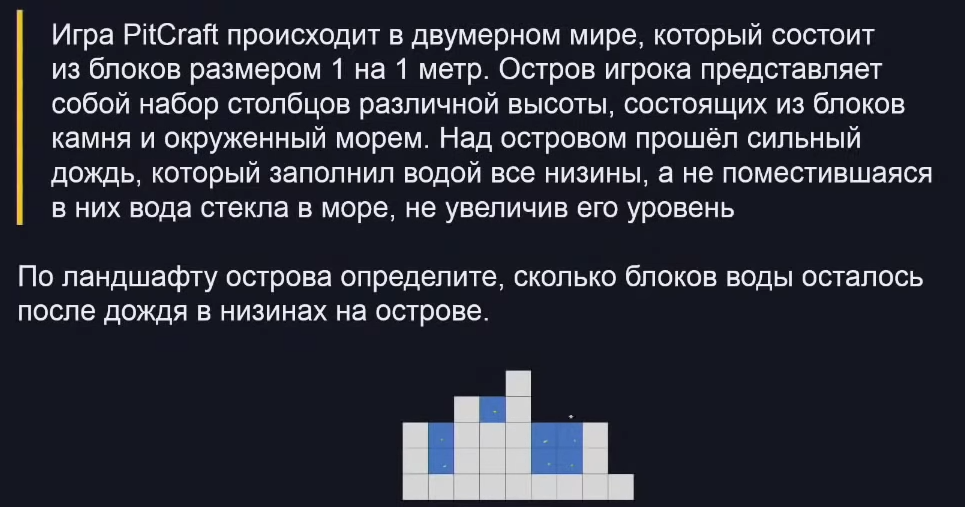 Игра PitCraft происходит в двумерном мире, который состоит
из блоков размером 1 на 1 метр. Остров игрока представляет
собой набор столбцов различной высоты, состоящих из блоков
камня и окруженный морем. Над островом прошёл сильный
дождь, который заполнил водой все низины, а не поместившаяся
в них вода стекла в море, не увеличив его уровень
По ландшафту острова определите, сколько блоков воды осталось
после дождя в низинах на острове.